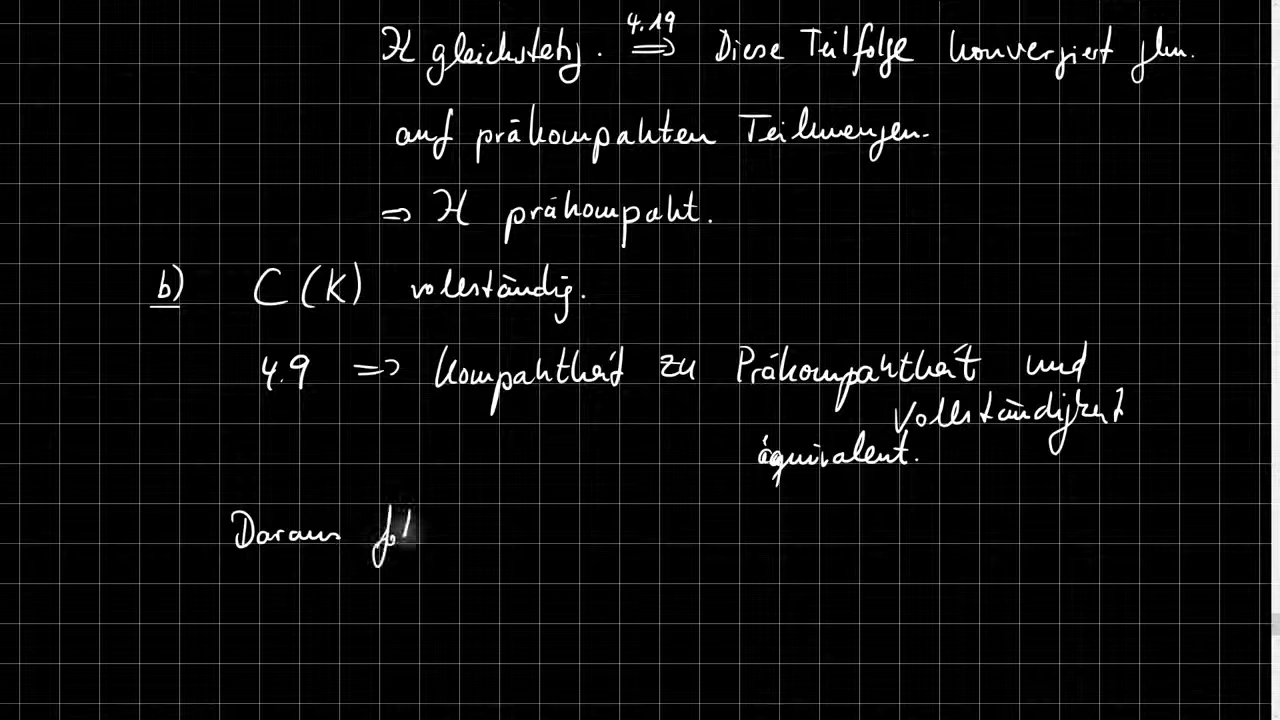 ℋ gleichstetig. 4.19 ⟹ Diese Teilfolge konvergiert glm.
auf präkompakten Teilmengen.
⇒ ℋ präkompakt.
b) C(K) vollständig.
4.9 ⇒ Kompaktheit zu Präkompaktheit und
Vollständigkeit
äquivalent.
Daraus fol